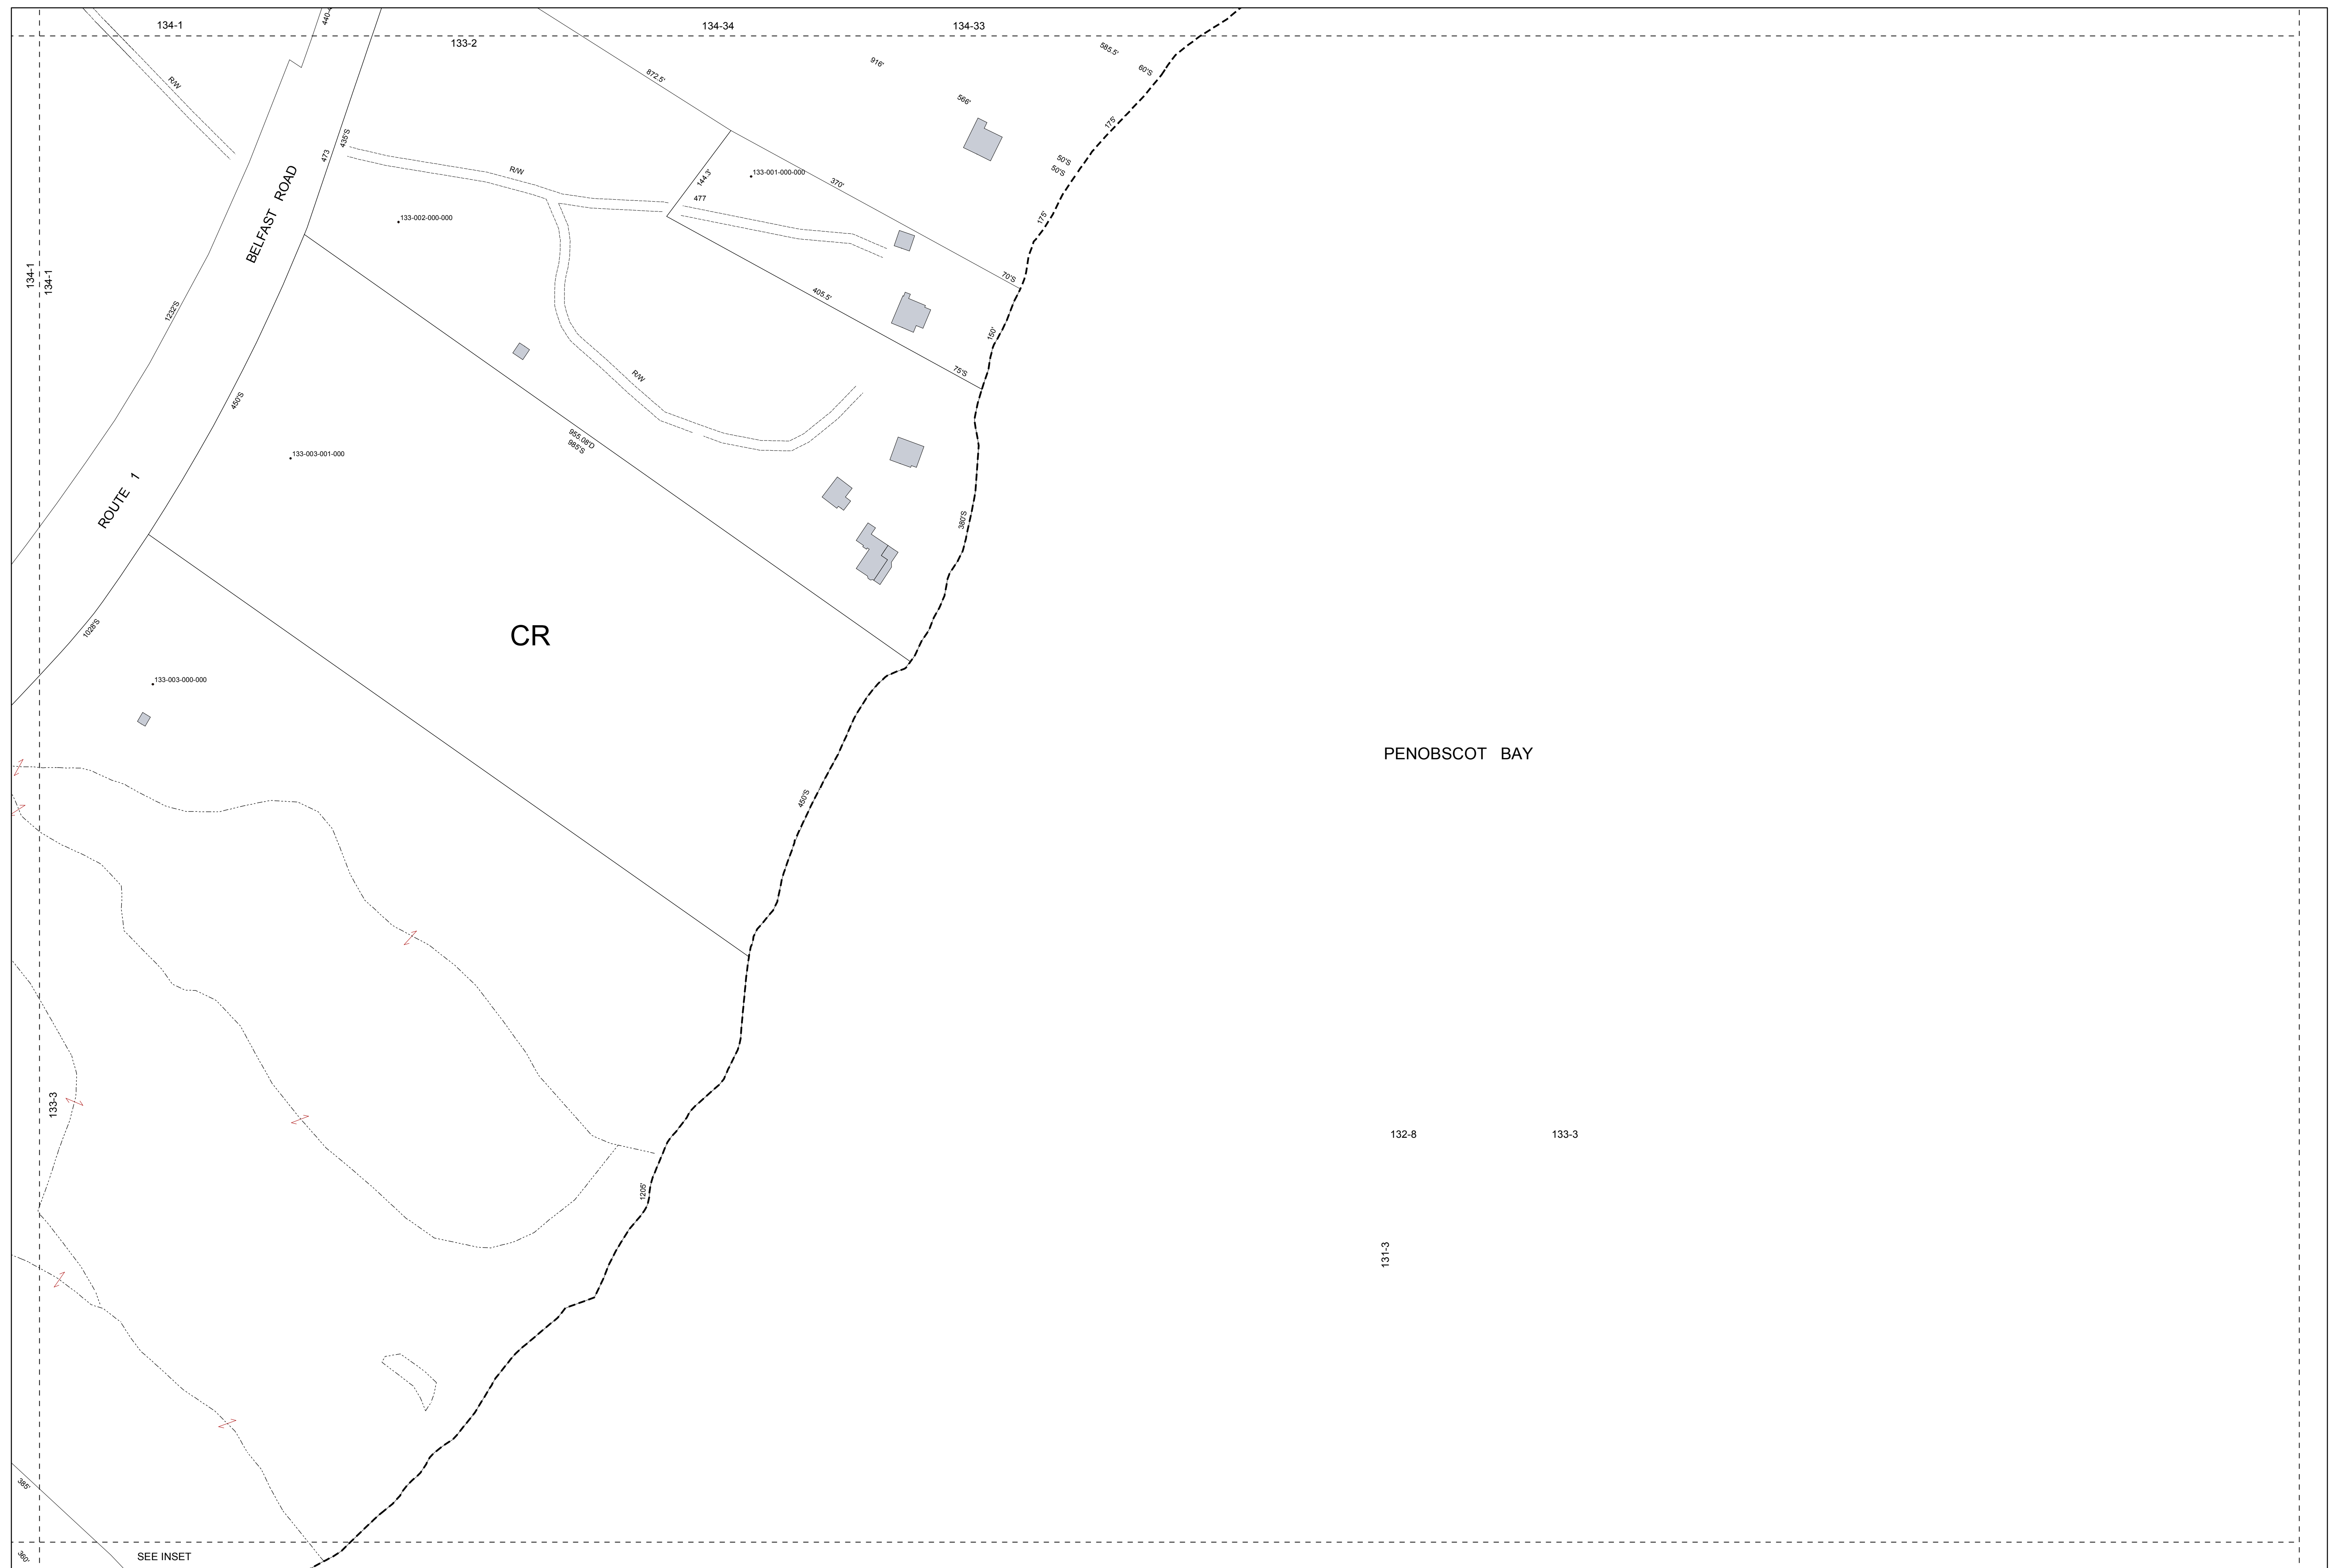 134-1
440-4
133-2
134-34
134-33
R/W
872.5'
916'
585.5'
60'S
566'
175'
473
435'S
R/W
144.3'
133-001-000-000
370'
50'S
50'S
477
133-002-000-000
175'
BELFAST ROAD
134-1
134-1
1232'S
70'S
405.5'
150'
R/W
75'S
450'S
955.08'D
985'S
133-003-001-000
ROUTE 1
380'S
1028'S
CR
133-003-000-000
PENOBSCOT BAY
450'S
133-3
132-8
133-3
1205'
131-3
385'
360'
SEE INSET